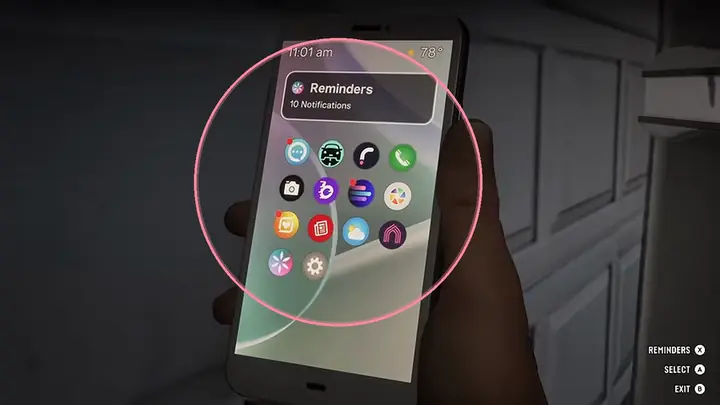 11:01 am 78°
Reminders
10 Notifications
REMINDERS X
SELECT A
EXIT B